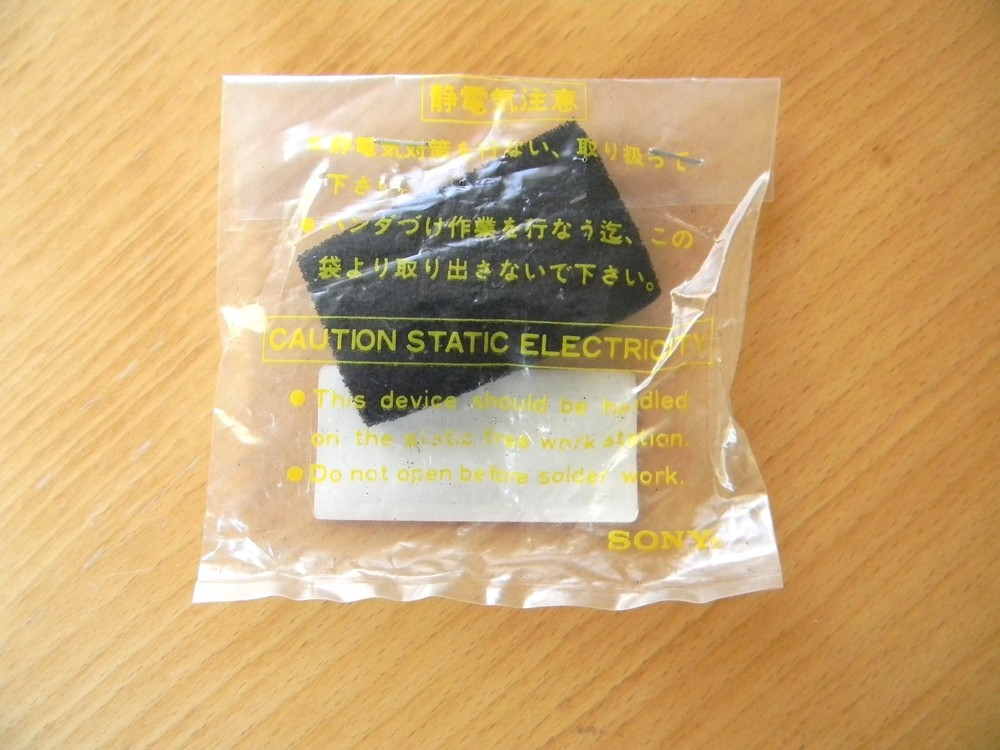 静電気注意
静電気対策を行ない、取り扱って
下さい。
● ハンダづけ作業を行なう迄、この
袋より取り出さないで下さい。
CAUTION STATIC ELECTRICITY
● This device should be handled
on the static free work station.
● Do not open before solder work.
SONY